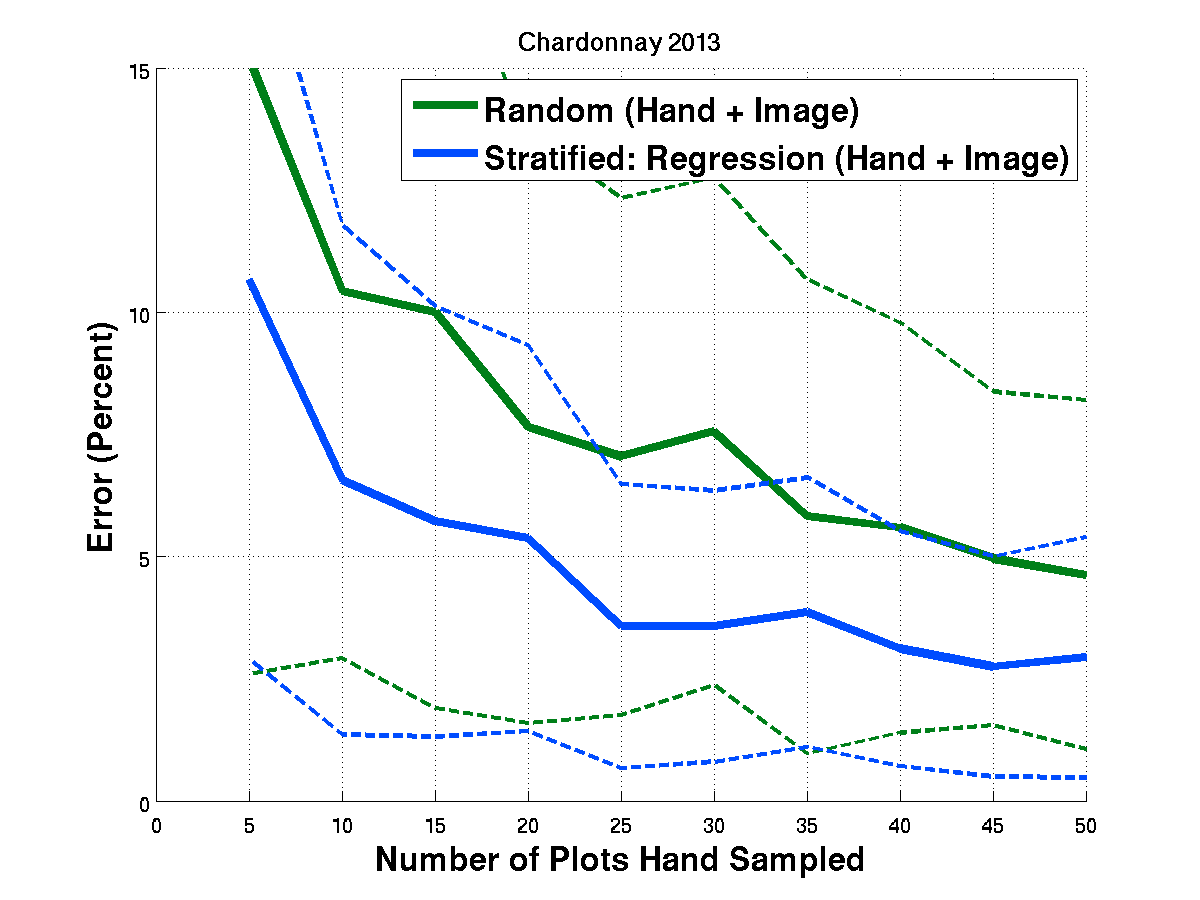 Chardonnay 2013
Random (Hand + Image)
Stratified: Regression (Hand + Image)
15
10
5
0
Error (Percent)
0 5 10 15 20 25 30 35 40 45 50
Number of Plots Hand Sampled